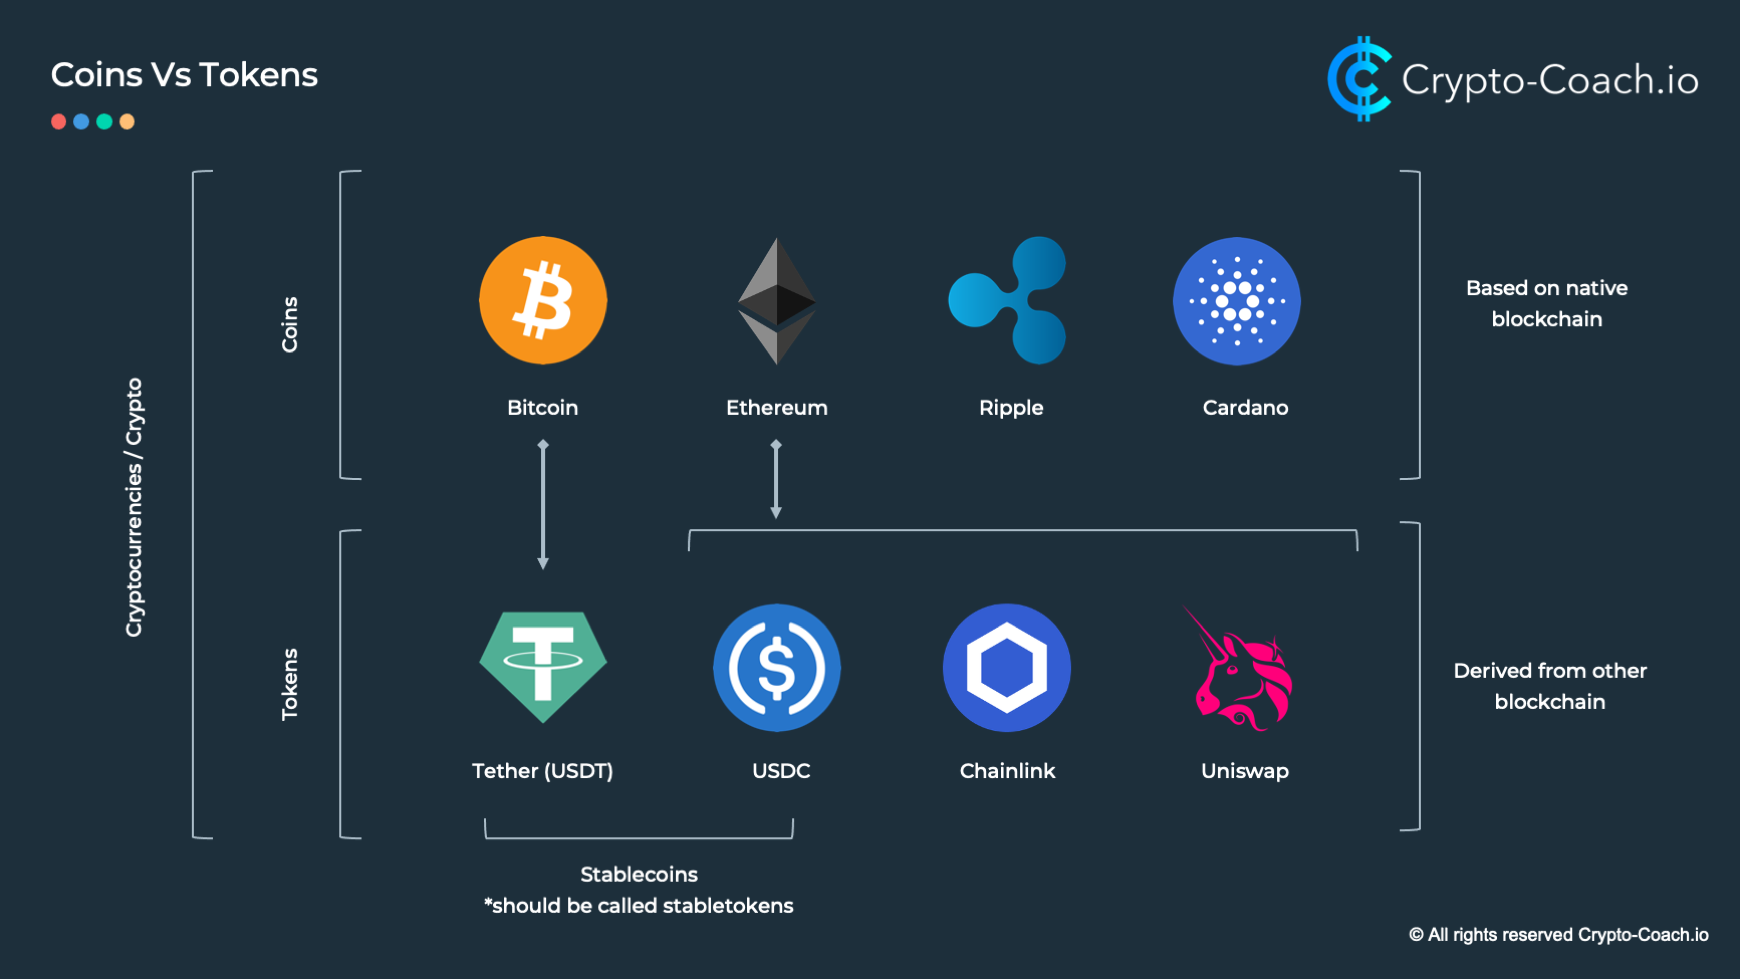 Coins Vs Tokens
Crypto-Coach.io
Cryptocurrencies / Crypto
Coins
Bitcoin
Ethereum
Ripple
Cardano
Based on native
blockchain
Tokens
Tether (USDT)
USDC
Chainlink
Uniswap
Derived from other
blockchain
Stablecoins
*should be called stabletokens
© All rights reserved Crypto-Coach.io